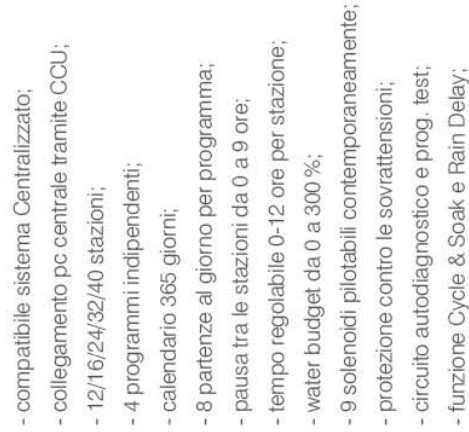 - compatibile sistema Centralizzato;
- collegamento pc centrale tramite CCU;
- 12/16/24/32/40 stazioni;
- 4 programmi indipendenti;
- calendario 365 giorni;
- 8 partenze al giorno per programma;
- pausa tra le stazioni da 0 a 9 ore;
- tempo regolabile 0-12 ore per stazione;
- water budget da 0 a 300 %;
- 9 solenoidi pilotabili contemporaneamente;
- protezione contro le sovrattensioni;
- circuito autodiagnostico e prog. test;
- funzione Cycle & Soak e Rain Delay;